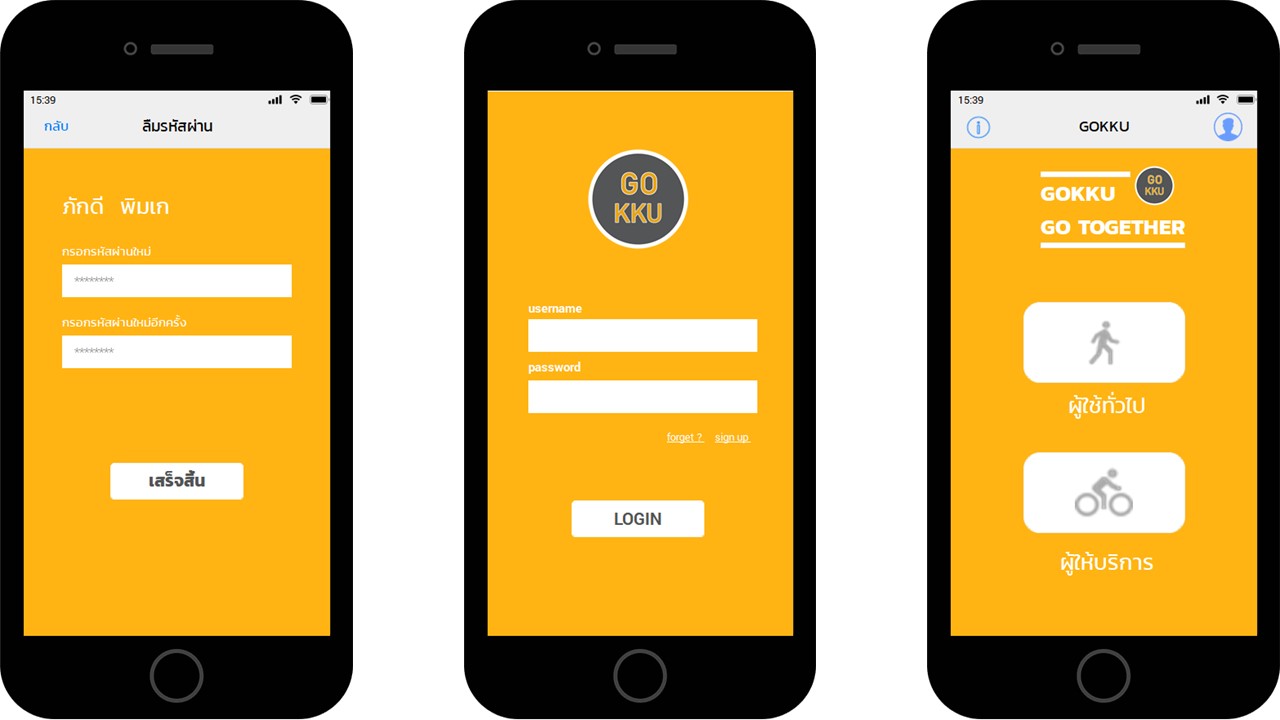 15:39
กลับ ลืมรหัสผ่าน
ภักดี พิมเก
กรอกรหัสผ่านใหม่
********
กรอกรหัสผ่านใหม่อีกครั้ง
********
เสร็จสิ้น
GO
KKU
username
password
forget ? sign up
LOGIN
15:39
GOKKU
GOKKU
GO
KKU
GO TOGETHER
ผู้ใช้ทั่วไป
ผู้ให้บริการ